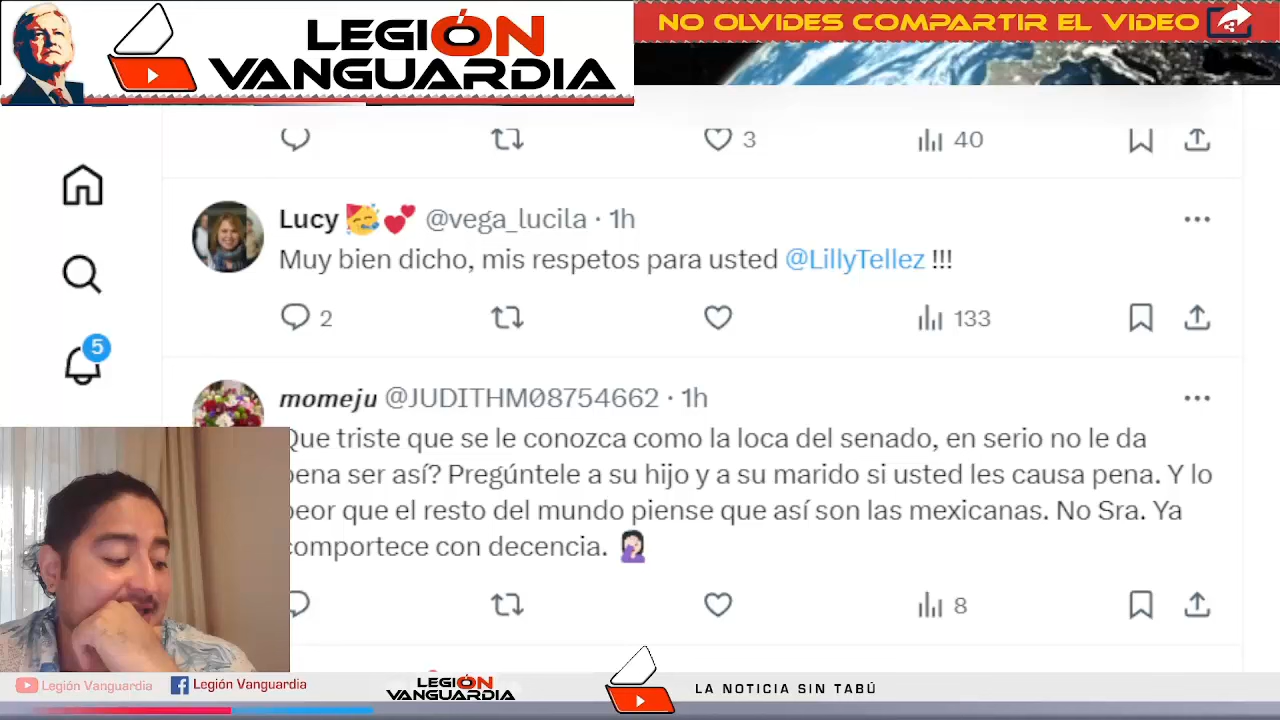 LEGIÓN
VANGUARDIA
NO OLVIDES COMPARTIR EL VIDEO
3
40
Lucy 🥳💕 @vega_lucila · 1h
Muy bien dicho, mis respetos para usted @LillyTellez !!!
2
133
5
momeju @JUDITHM08754662 · 1h
Que triste que se le conozca como la loca del senado, en serio no le da
pena ser así? Pregúntele a su hijo y a su marido si usted les causa pena. Y lo
peor que el resto del mundo piense que así son las mexicanas. No Sra. Ya
comportece con decencia. 🤦🏻‍♀️
8
Legión Vanguardia
Legión Vanguardia
LEGIÓN
VANGUARDIA
LA NOTICIA SIN TABÚ